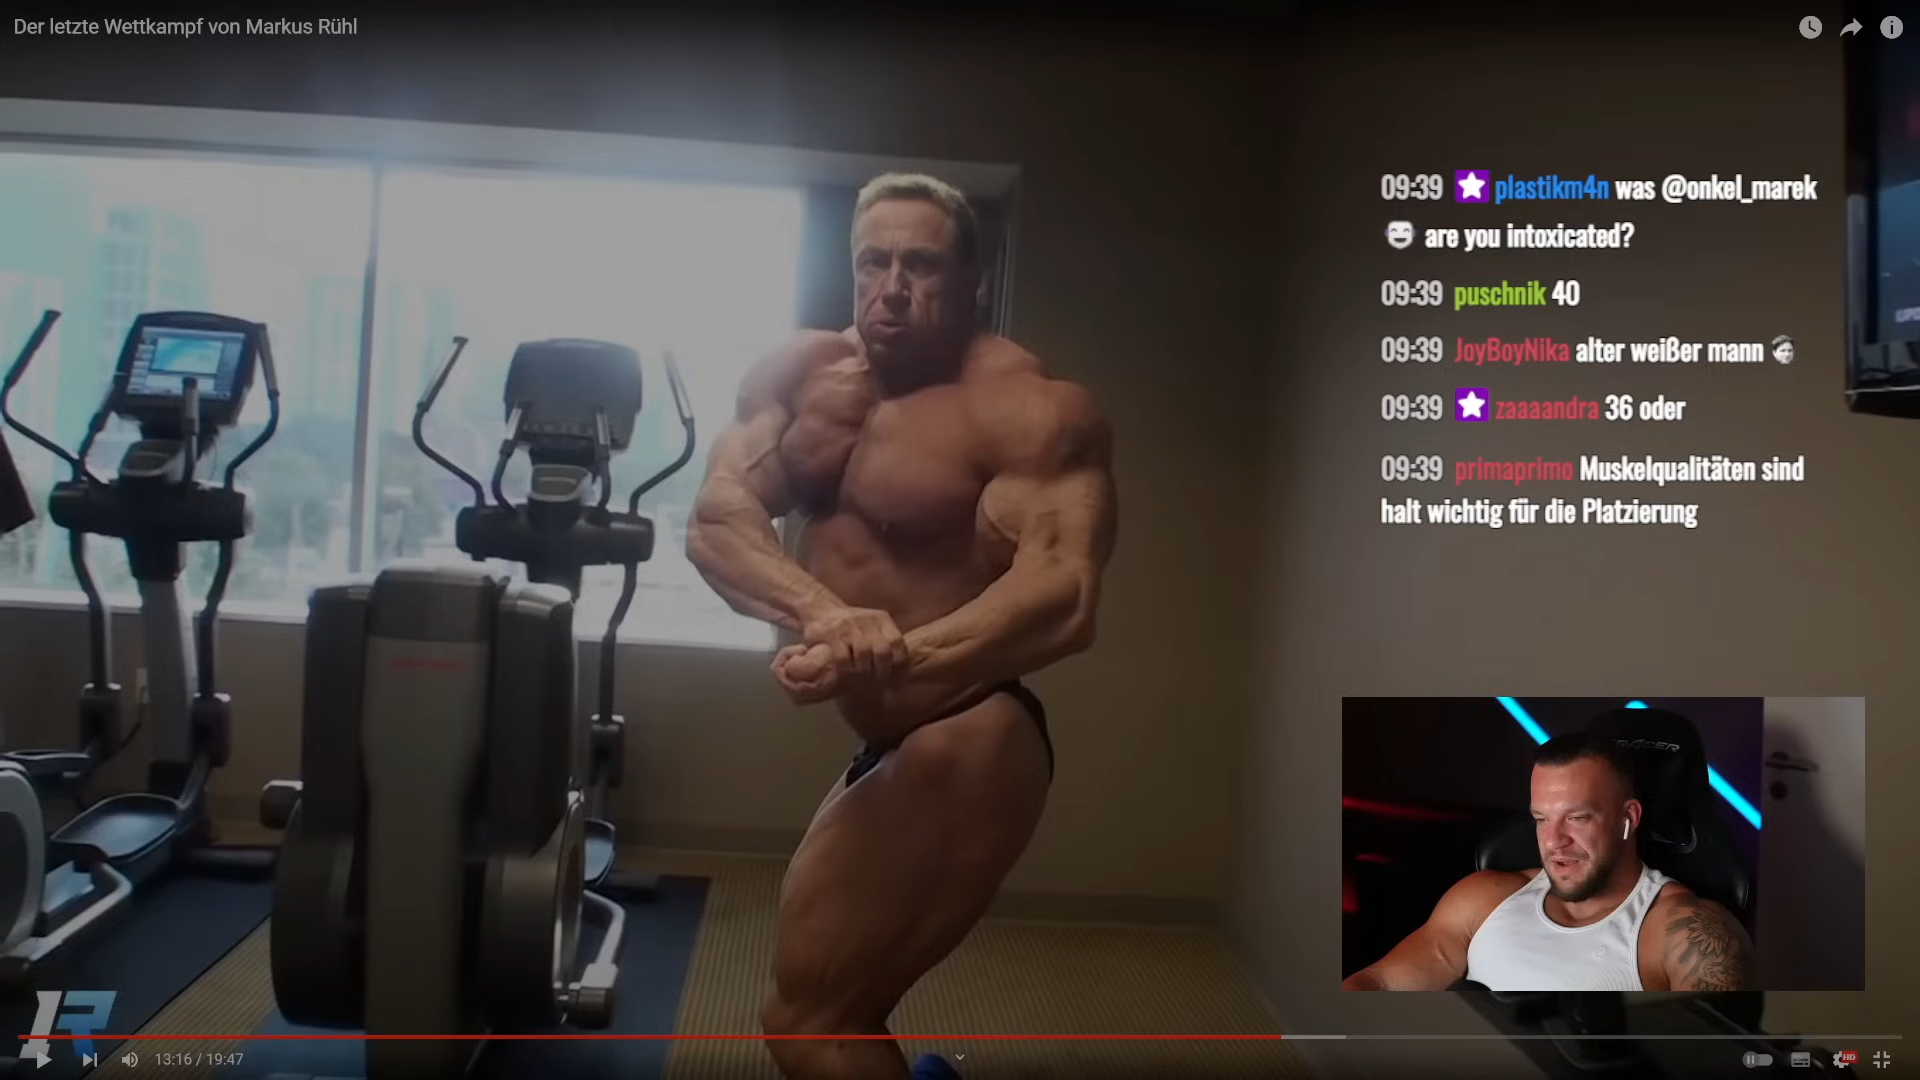 Der letzte Wettkampf von Markus Rühl
09:39 plastikm4n was @onkel_marek
are you intoxicated?
09:39 puschnik 40
09:39 JoyBoyNika alter weißer mann
09:39 zaaaandra 36 oder
09:39 pr1mapr1mo Muskelqualitäten sind
halt wichtig für die Platzierung
13:16 / 19:47
HD